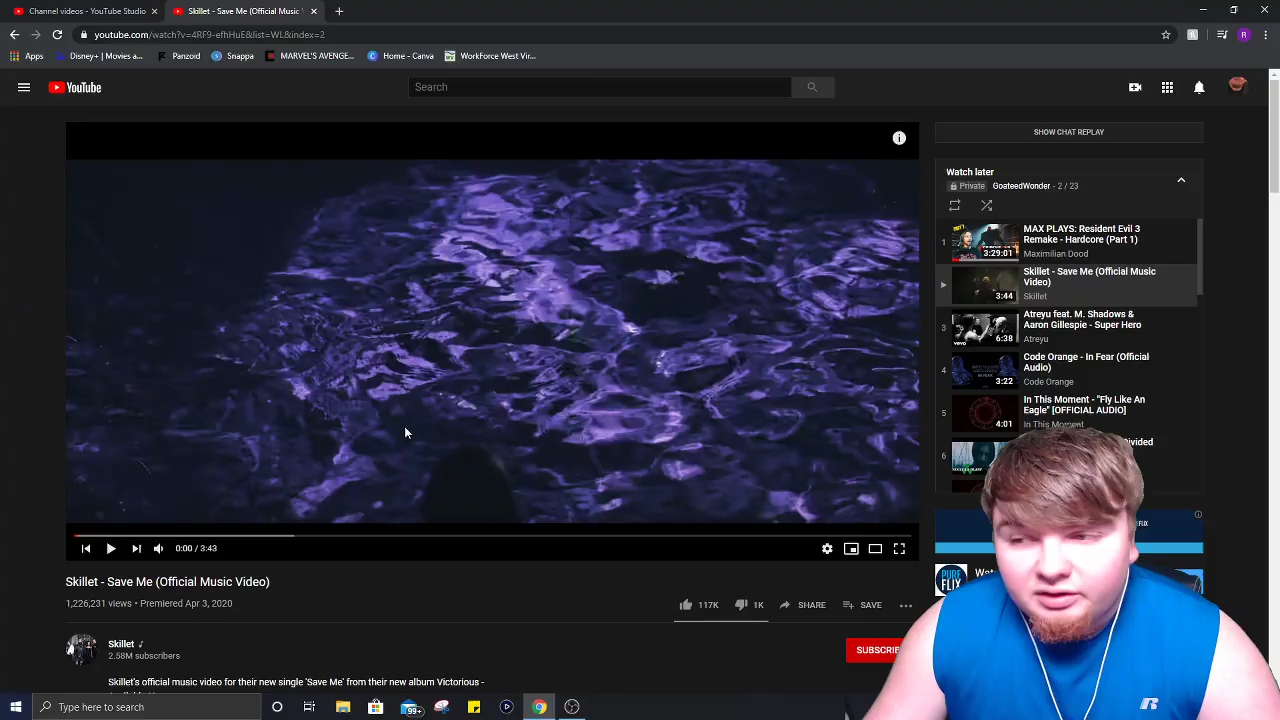 Channel videos - YouTube Studio
Skillet - Save Me (Official Music
youtube.com/watch?v=4RF9-efhHuE&list=WL&index=2
Apps
Disney+ | Movies a...
Panzoid
Snappa
MARVEL'S AVENGE...
Home - Canva
WorkForce West Vir...
R
YouTube
Search
SHOW CHAT REPLAY
Watch later
Private
GoateedWonder - 2 / 23
1
MAX PLAYS: Resident Evil 3
Remake - Hardcore (Part 1)
Maximilian Dood
3:29:01
Skillet - Save Me (Official Music
Video)
Skillet
3:44
3
Atreyu feat. M. Shadows &
Aaron Gillespie - Super Hero
Atreyu
vevo
6:38
4
Code Orange - In Fear (Official
Audio)
Code Orange
3:22
5
In This Moment - "Fly Like An
Eagle" [OFFICIAL AUDIO]
In This Moment
4:01
6
Divided
0:00 / 3:43
Skillet - Save Me (Official Music Video)
1,226,231 views • Premiered Apr 3, 2020
117K
1K
SHARE
SAVE
Skillet
2.58M subscribers
SUBSCRIBE
Skillet's official music video for their new single 'Save Me' from their new album Victorious -
PURE
FLIX
Type here to search
99+
R